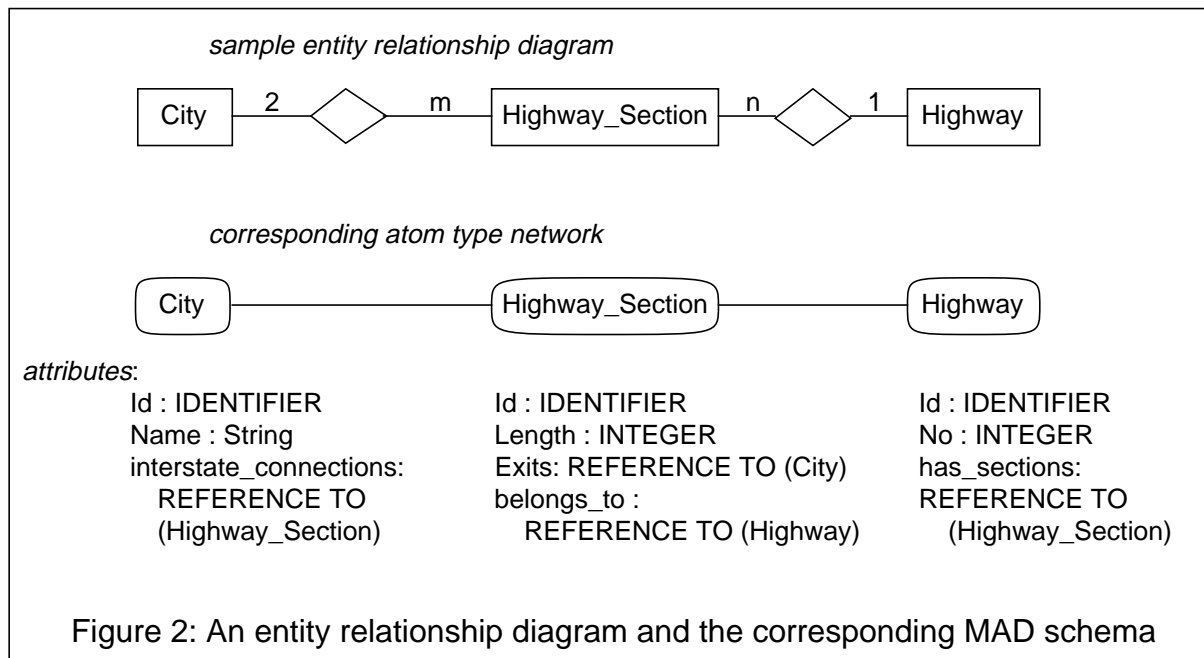 sample entity relationship diagram
2 m n 1
City Highway_Section Highway
corresponding atom type network
City Highway_Section Highway
attributes:
Id : IDENTIFIER Id : IDENTIFIER Id : IDENTIFIER
Name : String Length : INTEGER No : INTEGER
interstate_connections: Exits: REFERENCE TO (City) has_sections:
REFERENCE TO belongs_to : REFERENCE TO
(Highway_Section) REFERENCE TO (Highway) (Highway_Section)
Figure 2: An entity relationship diagram and the corresponding MAD schema